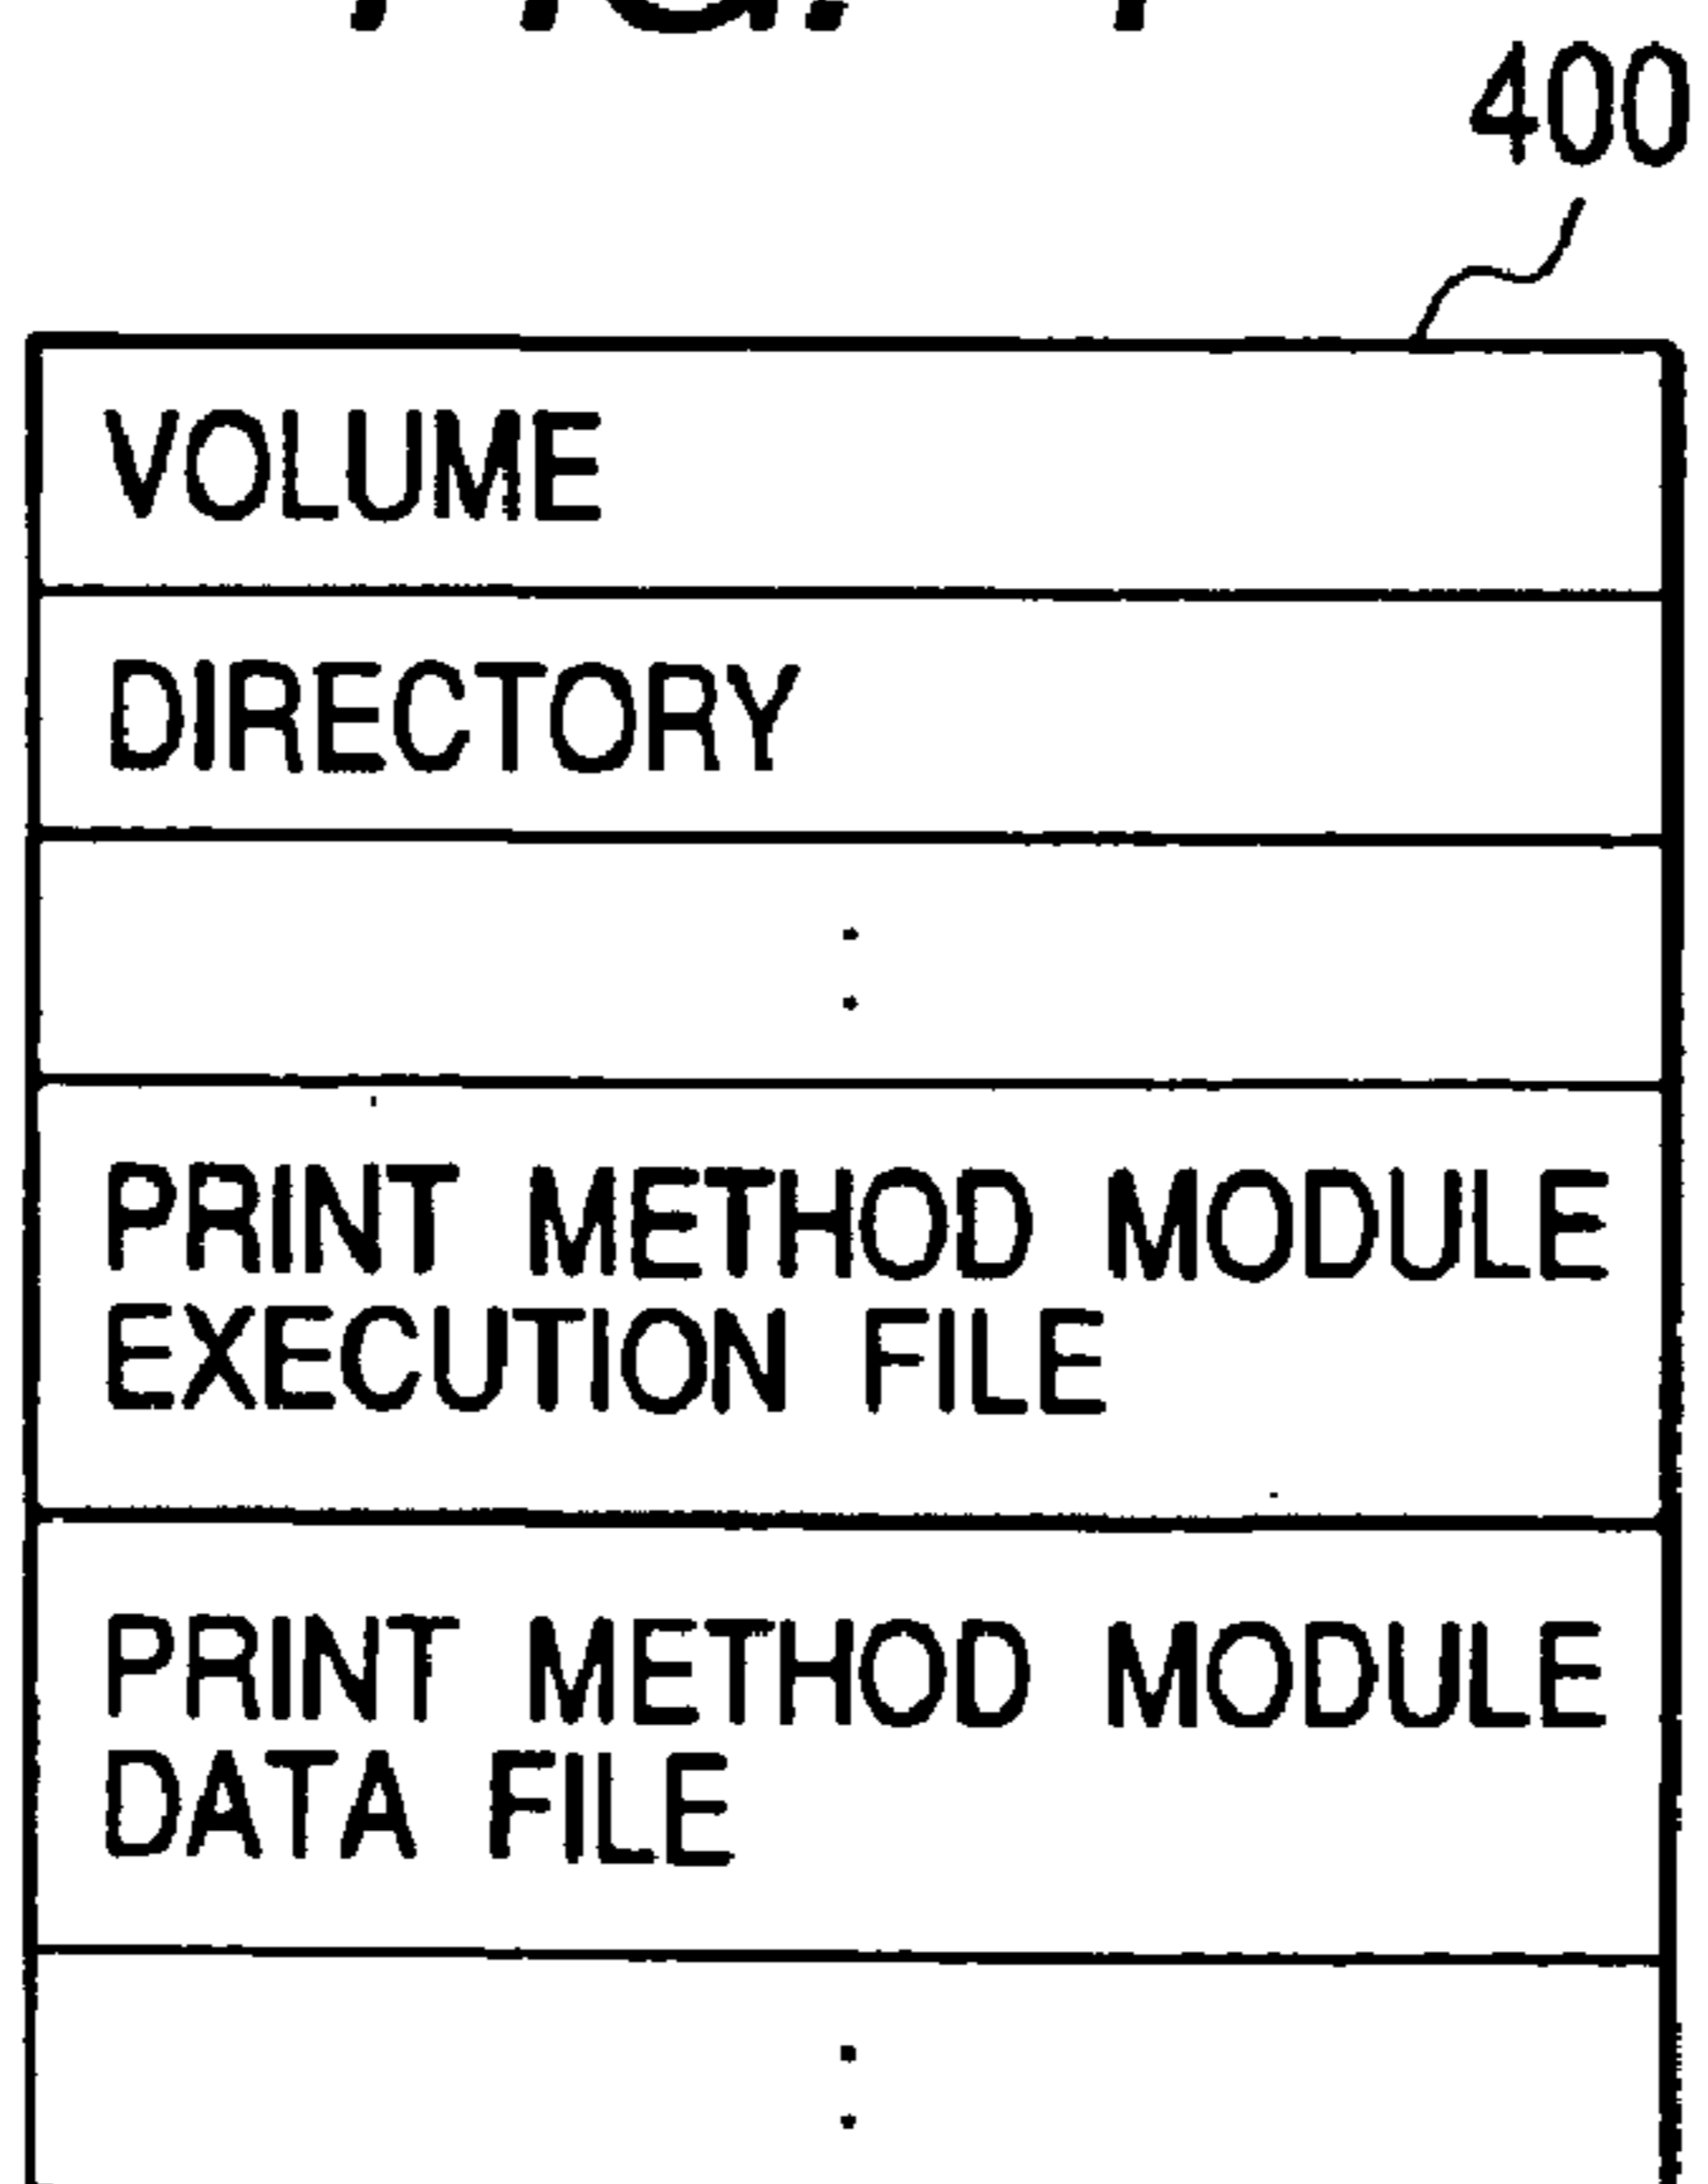 400
VOLUME
DIRECTORY
:
PRINT METHOD MODULE
EXECUTION FILE
PRINT METHOD MODULE
DATA FILE
: